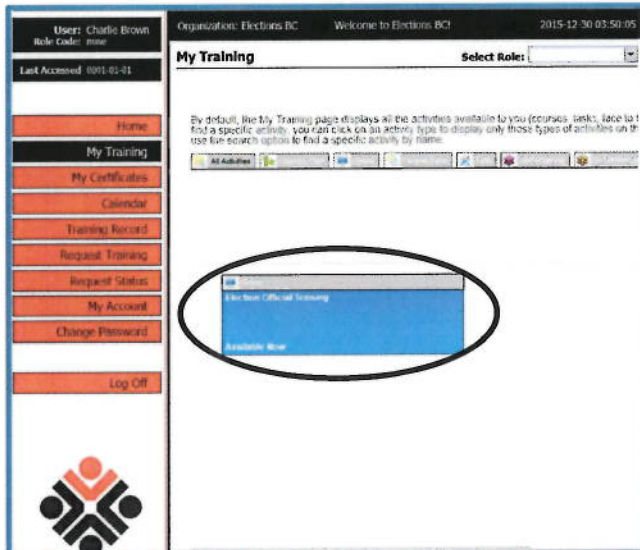 User: Charlie Brown
Role Code: none
Last Accessed 0001-01-01
Home
My Training
My Certificates
Calendar
Training Record
Request Training
Request Status
My Account
Change Password
Log Off
Organization: Elections BC Welcome to Elections BC! 2015-12-30 03:50:05
My Training Select Role:
By default, the My Training page displays all the activities available to you (courses, tasks, face to f
find a specific activity, you can click on an activity type to display only those types of activities on th
use the search option to find a specific activity by name.
All Activities
Election Official Training
Available Now